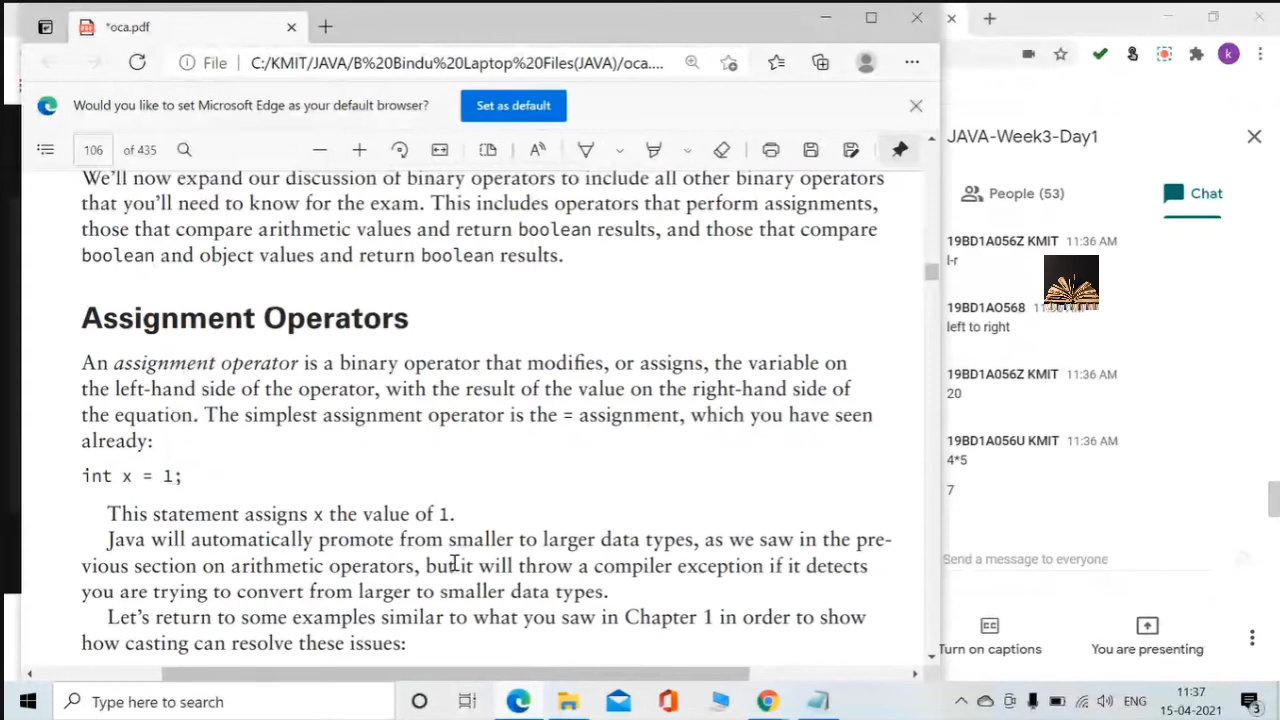 *oca.pdf
File
C:/KMIT/JAVA/B%20Bindu%20Laptop%20Files(JAVA)/oca....
Would you like to set Microsoft Edge as your default browser?
Set as default
106 of 435
We'll now expand our discussion of binary operators to include all other binary operators
that you'll need to know for the exam. This includes operators that perform assignments,
those that compare arithmetic values and return boolean results, and those that compare
boolean and object values and return boolean results.
Assignment Operators
An assignment operator is a binary operator that modifies, or assigns, the variable on
the left-hand side of the operator, with the result of the value on the right-hand side of
the equation. The simplest assignment operator is the = assignment, which you have seen
already:
int x = 1;
This statement assigns x the value of 1.
Java will automatically promote from smaller to larger data types, as we saw in the pre-
vious section on arithmetic operators, but it will throw a compiler exception if it detects
you are trying to convert from larger to smaller data types.
Let's return to some examples similar to what you saw in Chapter 1 in order to show
how casting can resolve these issues:
k
JAVA-Week3-Day1
People (53)
Chat
19BD1A056Z KMIT 11:36 AM
l-r
19BD1AO568
left to right
19BD1A056Z KMIT 11:36 AM
20
19BD1A056U KMIT 11:36 AM
4*5
7
Send a message to everyone
Turn on captions
You are presenting
Type here to search
ENG
11:37
15-04-2021
3